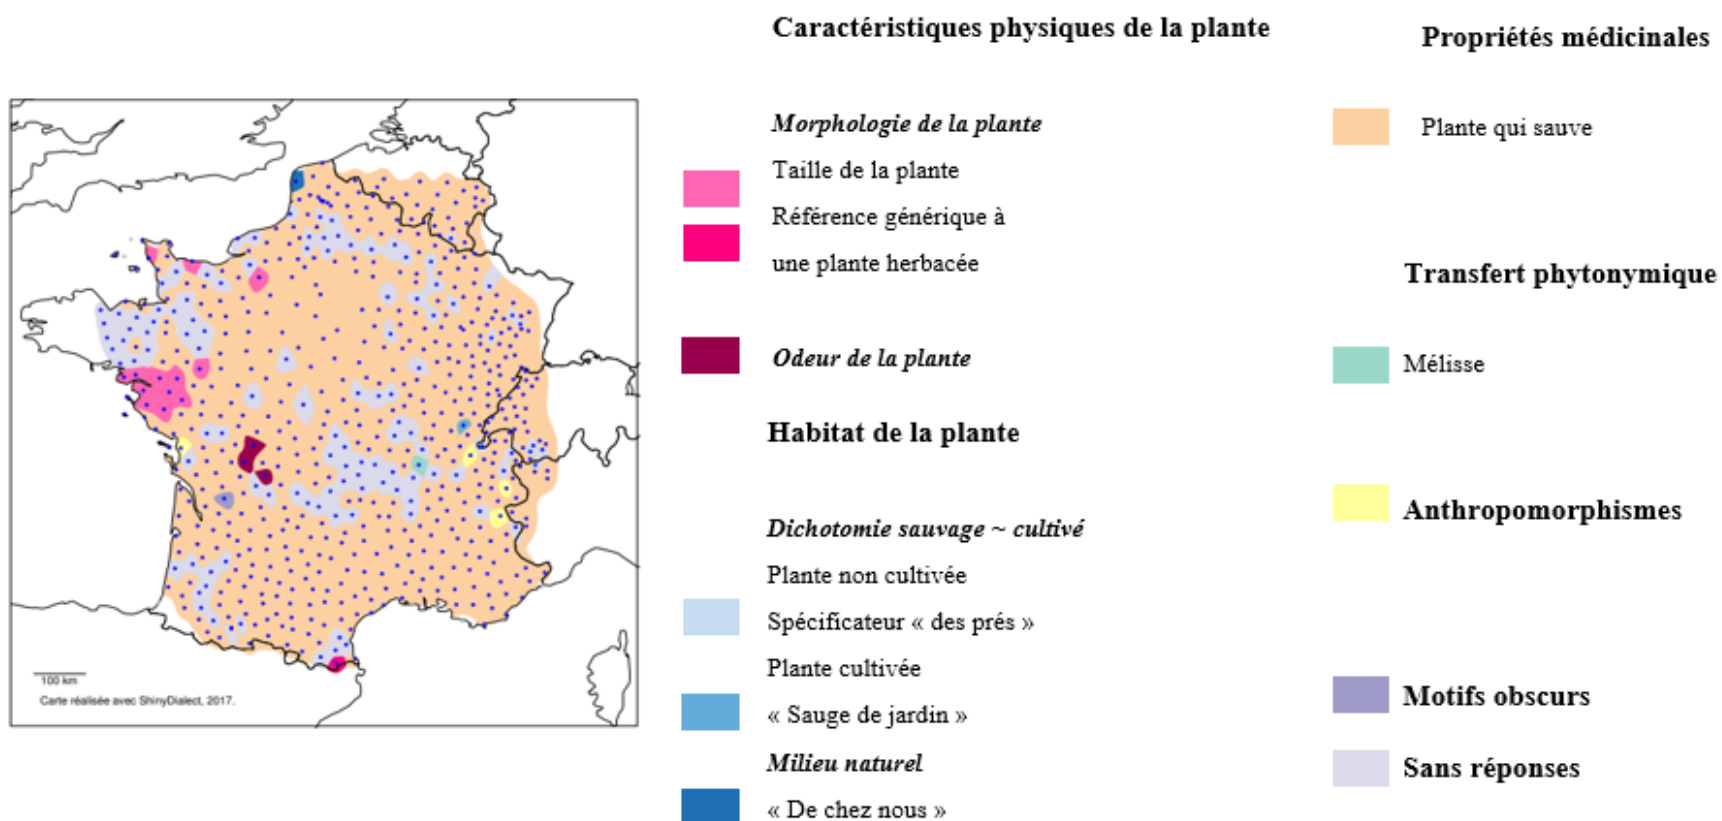 Caractéristiques physiques de la plante
Morphologie de la plante
Taille de la plante
Référence générique à
une plante herbacée
Odeur de la plante
Habitat de la plante
Dichotomie sauvage ~ cultivé
Plante non cultivée
Spécificateur « des prés »
Plante cultivée
« Sauge de jardin »
Milieu naturel
« De chez nous »
Propriétés médicinales
Plante qui sauve
Transfert phytonymique
Mélisse
Anthropomorphismes
Motifs obscurs
Sans réponses
100 km
Carte réalisée avec ShinyDialect, 2017.